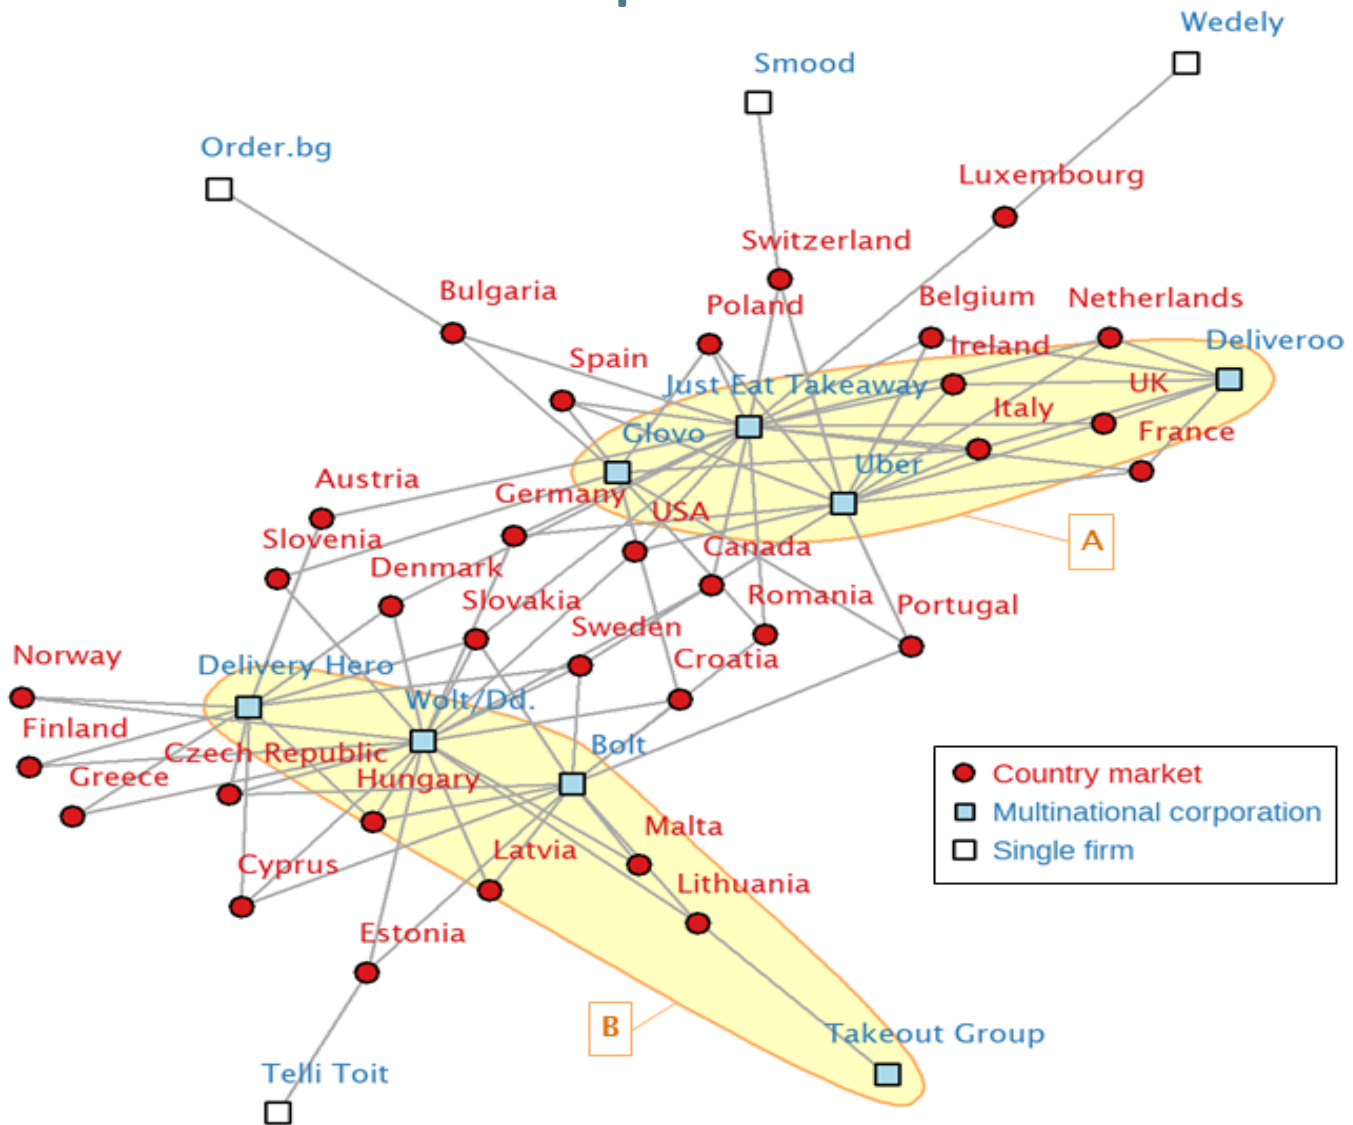 Wedely
Smood
Order.bg
Luxembourg
Switzerland
Bulgaria
Poland
Belgium
Netherlands
Spain
Ireland
Deliveroo
Just Eat Takeaway
UK
Italy
Glovo
France
Uber
Austria
Germany
USA
A
Slovenia
Canada
Denmark
Slovakia
Romania
Portugal
Sweden
Norway
Delivery Hero
Croatia
Wolt/Dd.
Finland
Czech Republic
Bolt
Greece
Hungary
Country market
Multinational corporation
Single firm
Malta
Latvia
Cyprus
Lithuania
Estonia
B
Takeout Group
Telli Toit